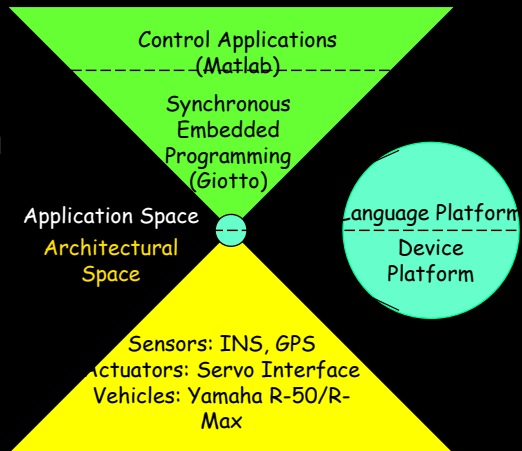 Control Applications
(Matlab)
Synchronous
Embedded
Programming
(Giotto)
Application Space
Architectural
Space
Language Platform
Device
Platform
Sensors: INS, GPS
Actuators: Servo Interface
Vehicles: Yamaha R-50/R-
Max